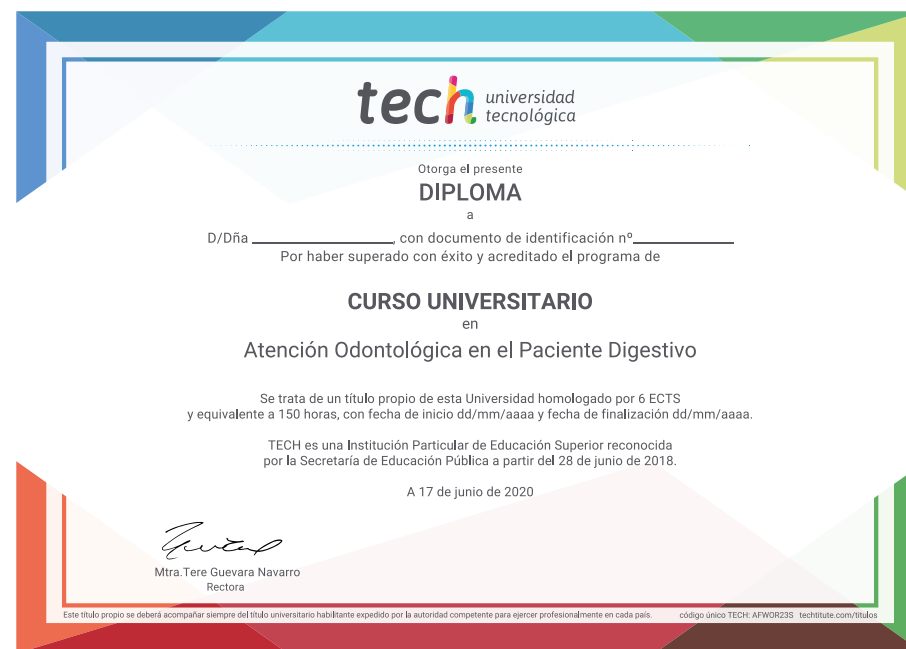 tech universidad
tecnológica
Otorga el presente
DIPLOMA
a
D/Dña ____________________, con documento de identificación nº______________
Por haber superado con éxito y acreditado el programa de
CURSO UNIVERSITARIO
en
Atención Odontológica en el Paciente Digestivo
Se trata de un título propio de esta Universidad homologado por 6 ECTS
y equivalente a 150 horas, con fecha de inicio dd/mm/aaaa y fecha de finalización dd/mm/aaaa.
TECH es una Institución Particular de Educación Superior reconocida
por la Secretaría de Educación Pública a partir del 28 de junio de 2018.
A 17 de junio de 2020
Mtra.Tere Guevara Navarro
Rectora
Este título propio se deberá acompañar siempre del título universitario habilitante expedido por la autoridad competente para ejercer profesionalmente en cada país. código único TECH: AFWOR23S techtitute.com/titulos